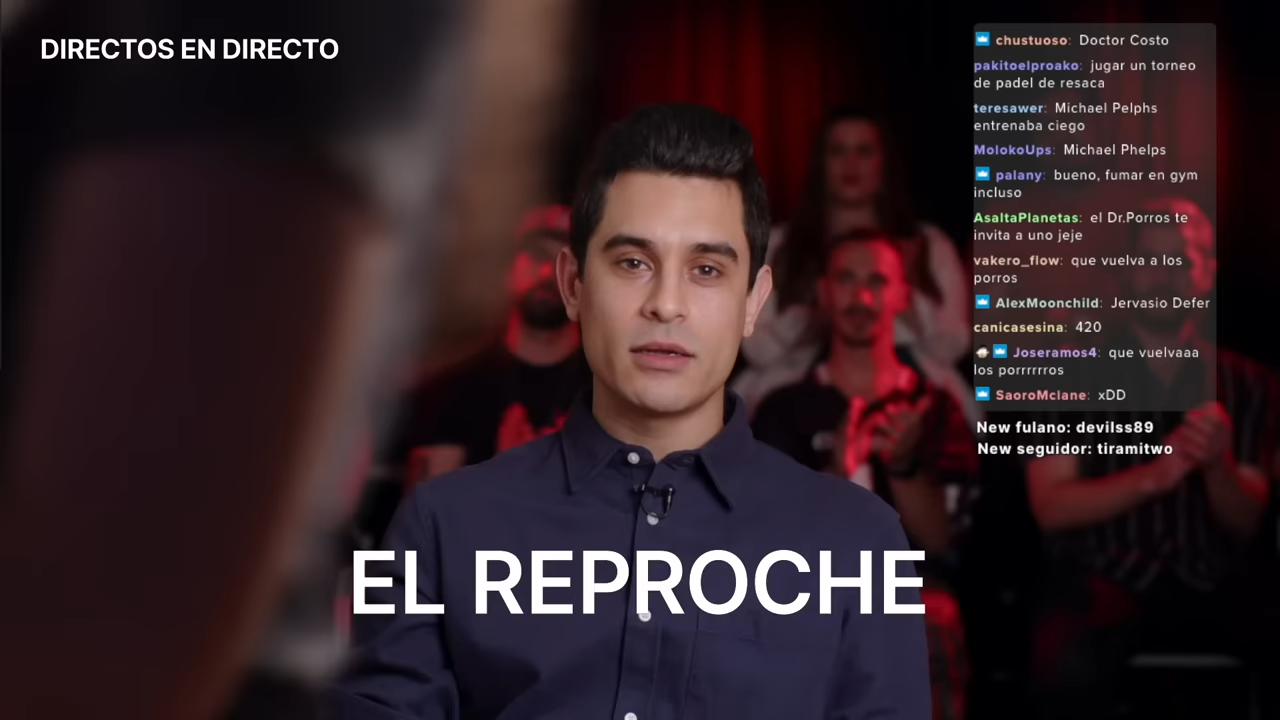 DIRECTOS EN DIRECTO
chustuoso: Doctor Costo
pakitoelproako: jugar un torneo
de padel de resaca
teresawer: Michael Pelphs
entrenaba ciego
MolokoUps: Michael Phelps
palany: bueno, fumar en gym
incluso
AsaltaPlanetas: el Dr.Porros te
invita a uno jeje
vakero_flow: que vuelva a los
porros
AlexMoonchild: Jervasio Defer
canicasesina: 420
Joseramos4: que vuelvaaa
los porrrrrros
SaoroMclane: xDD
New fulano: devilss89
New seguidor: tiramitwo
EL REPROCHE